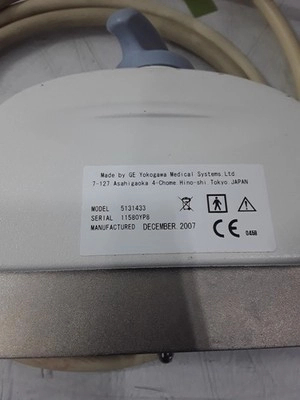 Made by GE Yokogawa Medical Systems.Ltd
7-127 Asahigaoka 4-Chome Hino-shi Tokyo JAPAN
MODEL 5131433
SERIAL 11580YP8
MANUFACTURED DECEMBER.2007
CE 0459